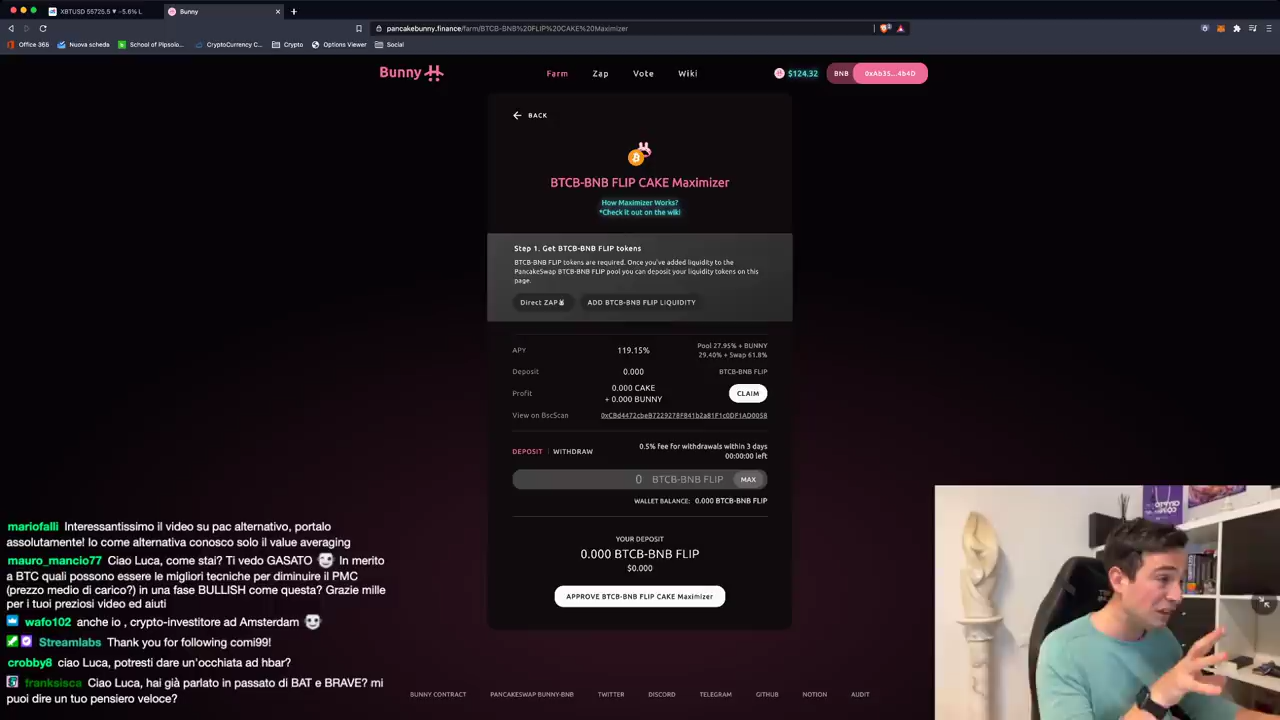 XBTUSD 55725.5 ▼ -5.6% L
Bunny
pancakebunny.finance/farm/BTCB-BNB%20FLIP%20CAKE%20Maximizer
Office 365
Nuova scheda
School of Plipsolo...
CryptoCurrency C...
Crypto
Options Viewer
Social
Bunny
Farm
Zap
Vote
Wiki
$124.32
BNB
0xAb35...4b4D
BACK
BTCB-BNB FLIP CAKE Maximizer
How Maximizer Works?
*Check it out on the wiki
Step 1. Get BTCB-BNB FLIP tokens
BTCB-BNB FLIP tokens are required. Once you've added liquidity to the
PancakeSwap BTCB-BNB FLIP pool you can deposit your liquidity tokens on this
page.
Direct ZAP
ADD BTCB-BNB FLIP LIQUIDITY
APY 119.15% Pool 27.95% + BUNNY
29.40% + Swap 61.8%
Deposit 0.000 BTCB-BNB FLIP
Profit 0.000 CAKE
+ 0.000 BUNNY
CLAIM
View on BscScan 0xCBd4472cbeB7229278F841b2a81F1c0DF1AD0058
DEPOSIT | WITHDRAW
0.5% fee for withdrawals within 3 days
00:00:00 left
0 BTCB-BNB FLIP MAX
WALLET BALANCE: 0.000 BTCB-BNB FLIP
YOUR DEPOSIT
0.000 BTCB-BNB FLIP
$0.000
APPROVE BTCB-BNB FLIP CAKE Maximizer
mariofalli Interessantissimo il video su pac alternativo, portalo
assolutamente! Io come alternativa conosco solo il value averaging
mauro_mancio77 Ciao Luca, come stai? Ti vedo GASATO In merito
a BTC quali possono essere le migliori tecniche per diminuire il PMC
(prezzo medio di carico?) in una fase BULLISH come questa? Grazie mille
per i tuoi preziosi video ed aiuti
wafo102 anche io , crypto-investitore ad Amsterdam
Streamlabs Thank you for following comi99!
crobby8 ciao Luca, potresti dare un'occhiata ad hbar?
franksisca Ciao Luca, hai già parlato in passato di BAT e BRAVE? mi
puoi dire un tuo pensiero veloce?
BUNNY CONTRACT
PANCAKESWAP BUNNY-BNB
TWITTER
DISCORD
TELEGRAM
GITHUB
NOTION
AUDIT